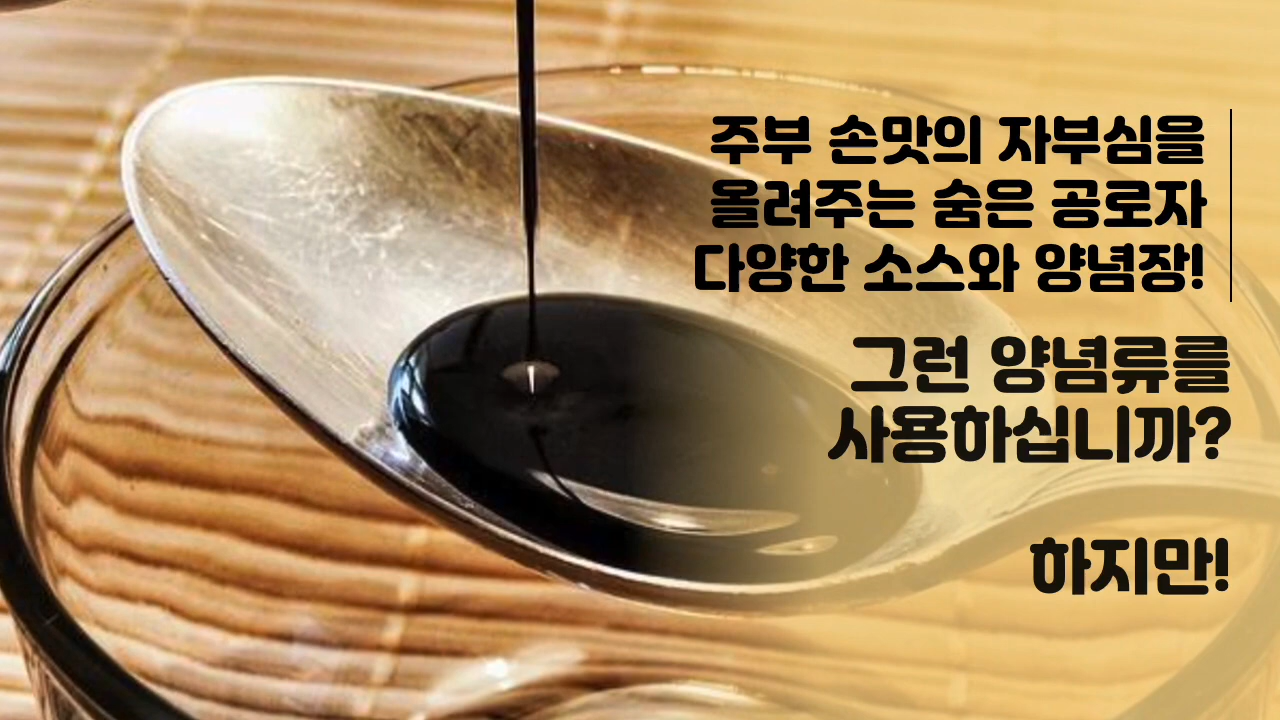 주부 손맛의 자부심을
올려주는 숨은 공로자
다양한 소스와 양념장!
그런 양념류를
사용하십니까?
하지만!